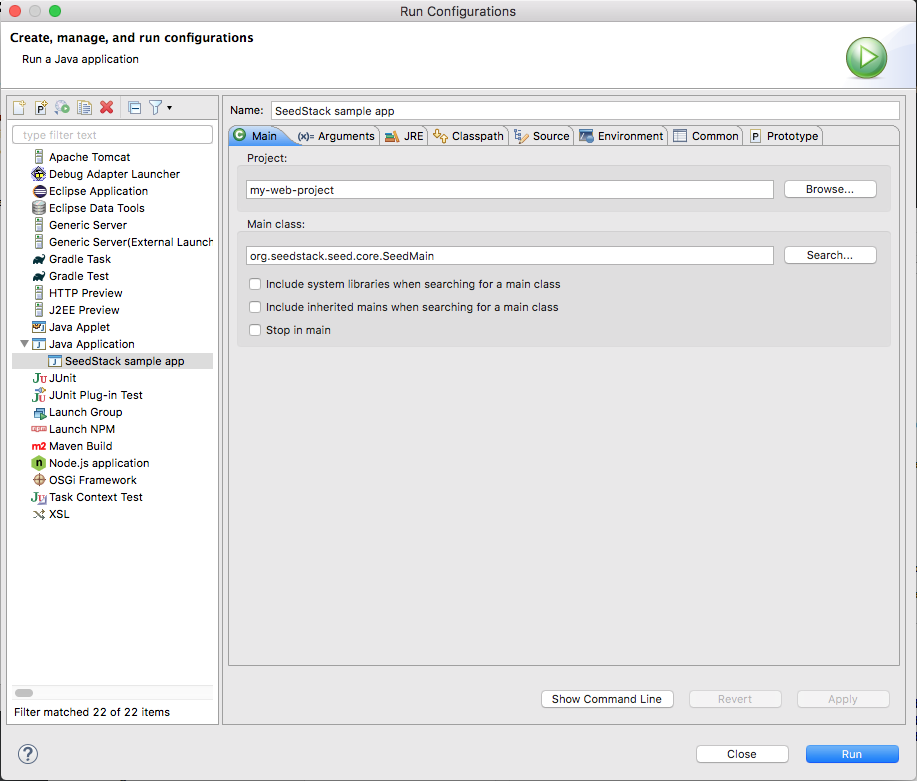 Run Configurations
Create, manage, and run configurations
Run a Java application
type filter text
Apache Tomcat
Debug Adapter Launcher
Eclipse Application
Eclipse Data Tools
Generic Server
Generic Server(External Launch
Gradle Task
Gradle Test
HTTP Preview
J2EE Preview
Java Applet
Java Application
SeedStack sample app
JUnit
JUnit Plug-in Test
Launch Group
Launch NPM
m2 Maven Build
Node.js application
OSGi Framework
Task Context Test
XSL
Filter matched 22 of 22 items
Name: SeedStack sample app
Main (x)= Arguments JRE Classpath Source Environment Common P Prototype
Project:
my-web-project Browse...
Main class:
org.seedstack.seed.core.SeedMain Search...
Include system libraries when searching for a main class
Include inherited mains when searching for a main class
Stop in main
Show Command Line Revert Apply
? Close Run